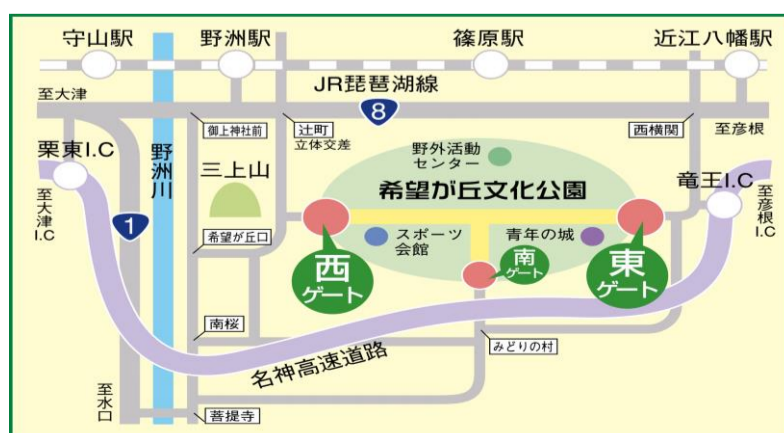 守山駅
野洲駅
篠原駅
近江八幡駅
JR琵琶湖線
至大津
8
御上神社前
辻町
立体交差
西横関
至彦根
栗東I.C
野洲川
三上山
野外活動
センター
希望が丘文化公園
竜王I.C
至大津I.C
1
至彦根I.C
希望が丘口
スポーツ
会館
青年の城
西
ゲート
南
ゲート
東
ゲート
南桜
みどりの村
名神高速道路
至水口
菩提寺